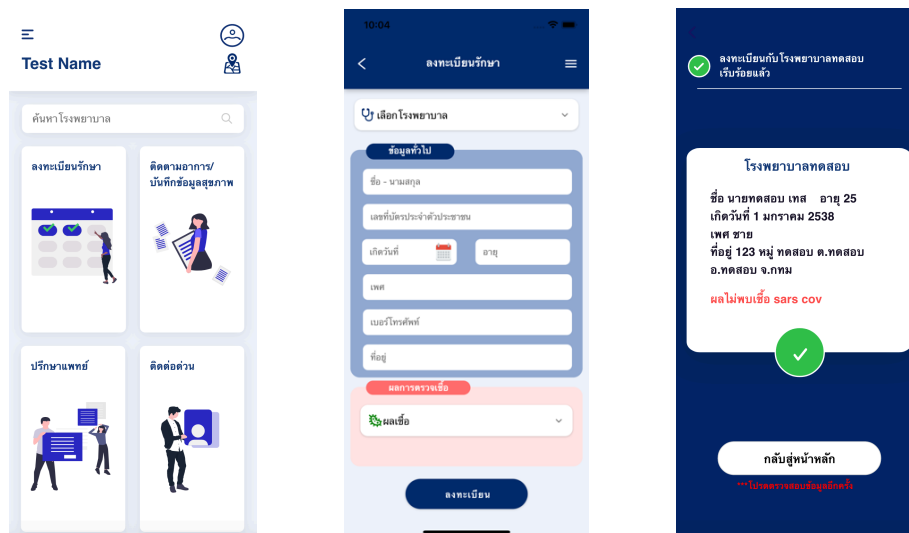 Test Name
ค้นหาโรงพยาบาล
ลงทะเบียนรักษา
ติดตามอาการ/
บันทึกข้อมูลสุขภาพ
ปรึกษาแพทย์
ติดต่อด่วน
10:04
ลงทะเบียนรักษา
เลือกโรงพยาบาล
ข้อมูลทั่วไป
ชื่อ - นามสกุล
เลขที่บัตรประจำตัวประชาชน
เกิดวันที่
อายุ
เพศ
เบอร์โทรศัพท์
ที่อยู่
ผลการตรวจเชื้อ
ผลเชื้อ
ลงทะเบียน
ลงทะเบียนกับโรงพยาบาลทดสอบ
เรีบร้อยแล้ว
โรงพยาบาลทดสอบ
ชื่อ นายทดสอบ เทส อายุ 25
เกิดวันที่ 1 มกราคม 2538
เพศ ชาย
ที่อยู่ 123 หมู่ ทดสอบ ต.ทดสอบ
อ.ทดสอบ จ.กทม
ผลไม่พบเชื้อ sars cov
กลับสู่หน้าหลัก
***โปรดตรวจสอบข้อมูลอีกครั้ง